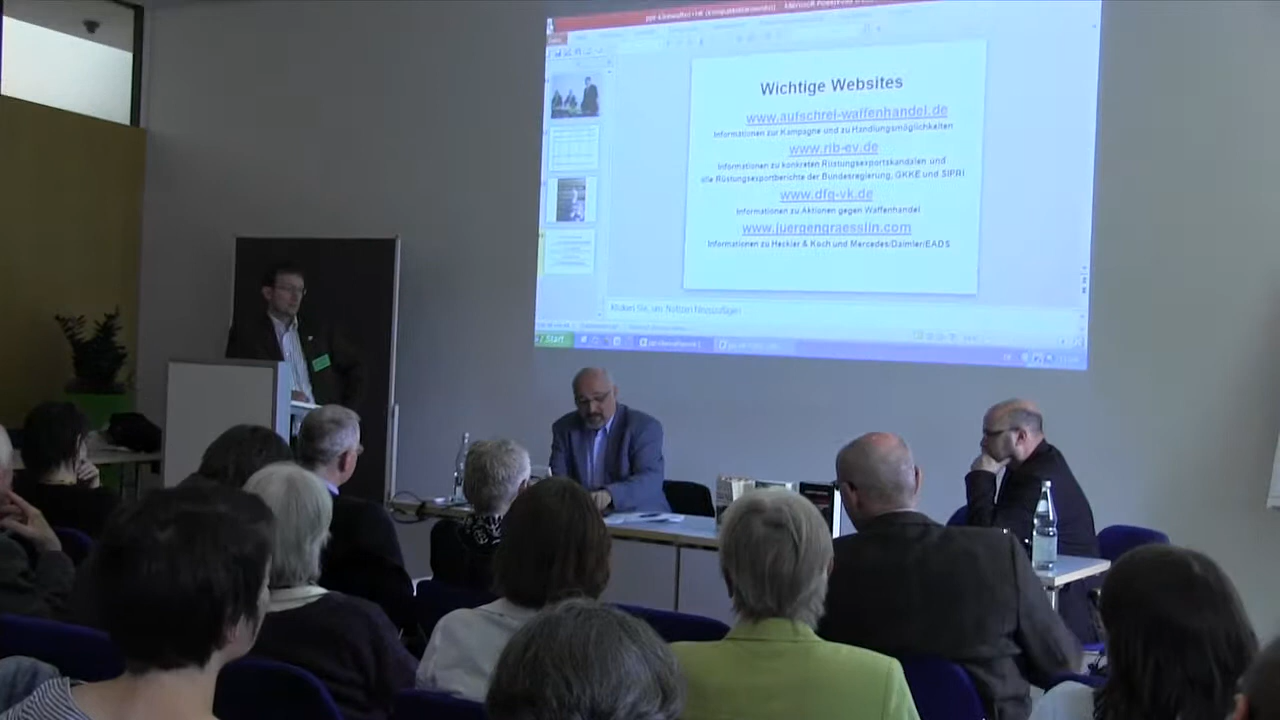 Wichtige Websites
www.aufschrei-waffenhandel.de
Informationen zur Kampagne und zu Handlungsmöglichkeiten
www.rib-ev.de
Informationen zu konkreten Rüstungsexportskandalen und
alle Rüstungsexportberichte der Bundesregierung, GKKE und SIPRI
www.dfg-vk.de
Informationen zu Aktionen gegen Waffenhandel
www.juergengraesslin.com
Informationen zu Heckler & Koch und Mercedes/Daimler/EADS
Klicken Sie, um Notizen hinzuzufügen
Start